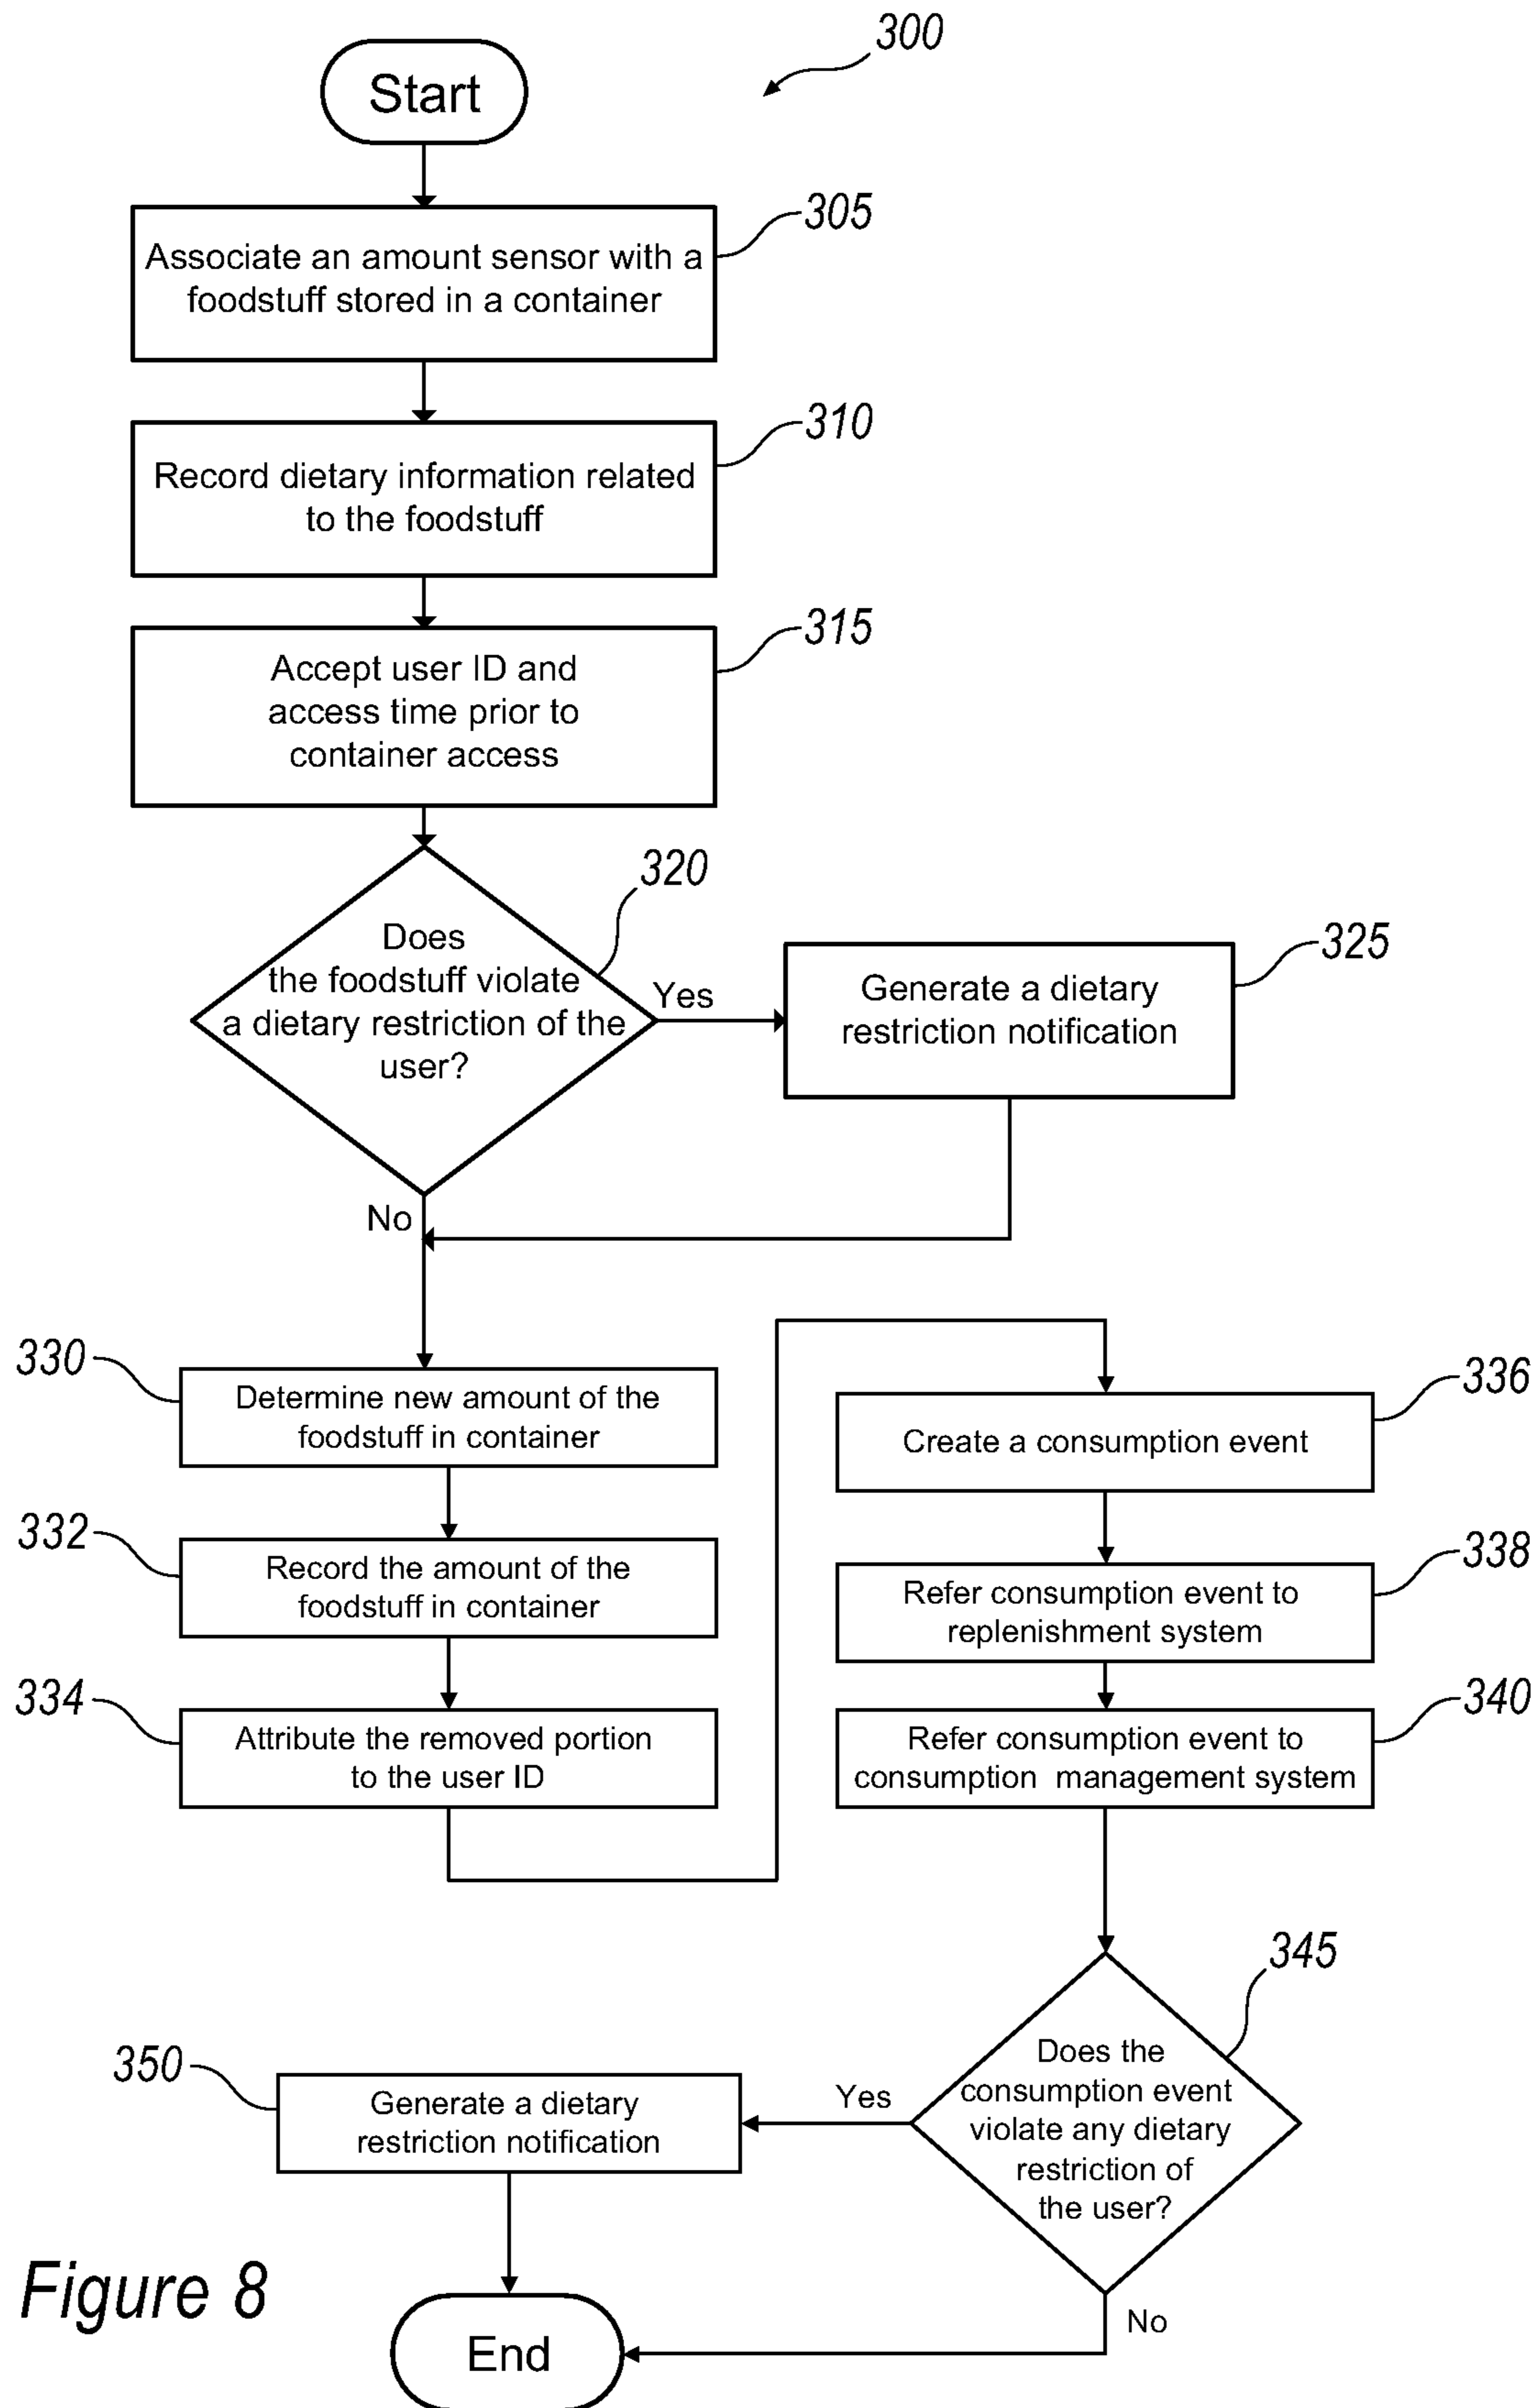 300
Start
305
Associate an amount sensor with a
foodstuff stored in a container
310
Record dietary information related
to the foodstuff
315
Accept user ID and
access time prior to
container access
320
Does
the foodstuff violate
a dietary restriction of the
user?
Yes
325
Generate a dietary
restriction notification
No
330
Determine new amount of the
foodstuff in container
332
Record the amount of the
foodstuff in container
334
Attribute the removed portion
to the user ID
336
Create a consumption event
338
Refer consumption event to
replenishment system
340
Refer consumption event to
consumption management system
345
Does the
consumption event
violate any dietary
restriction of
the user?
Yes
350
Generate a dietary
restriction notification
No
End
Figure 8